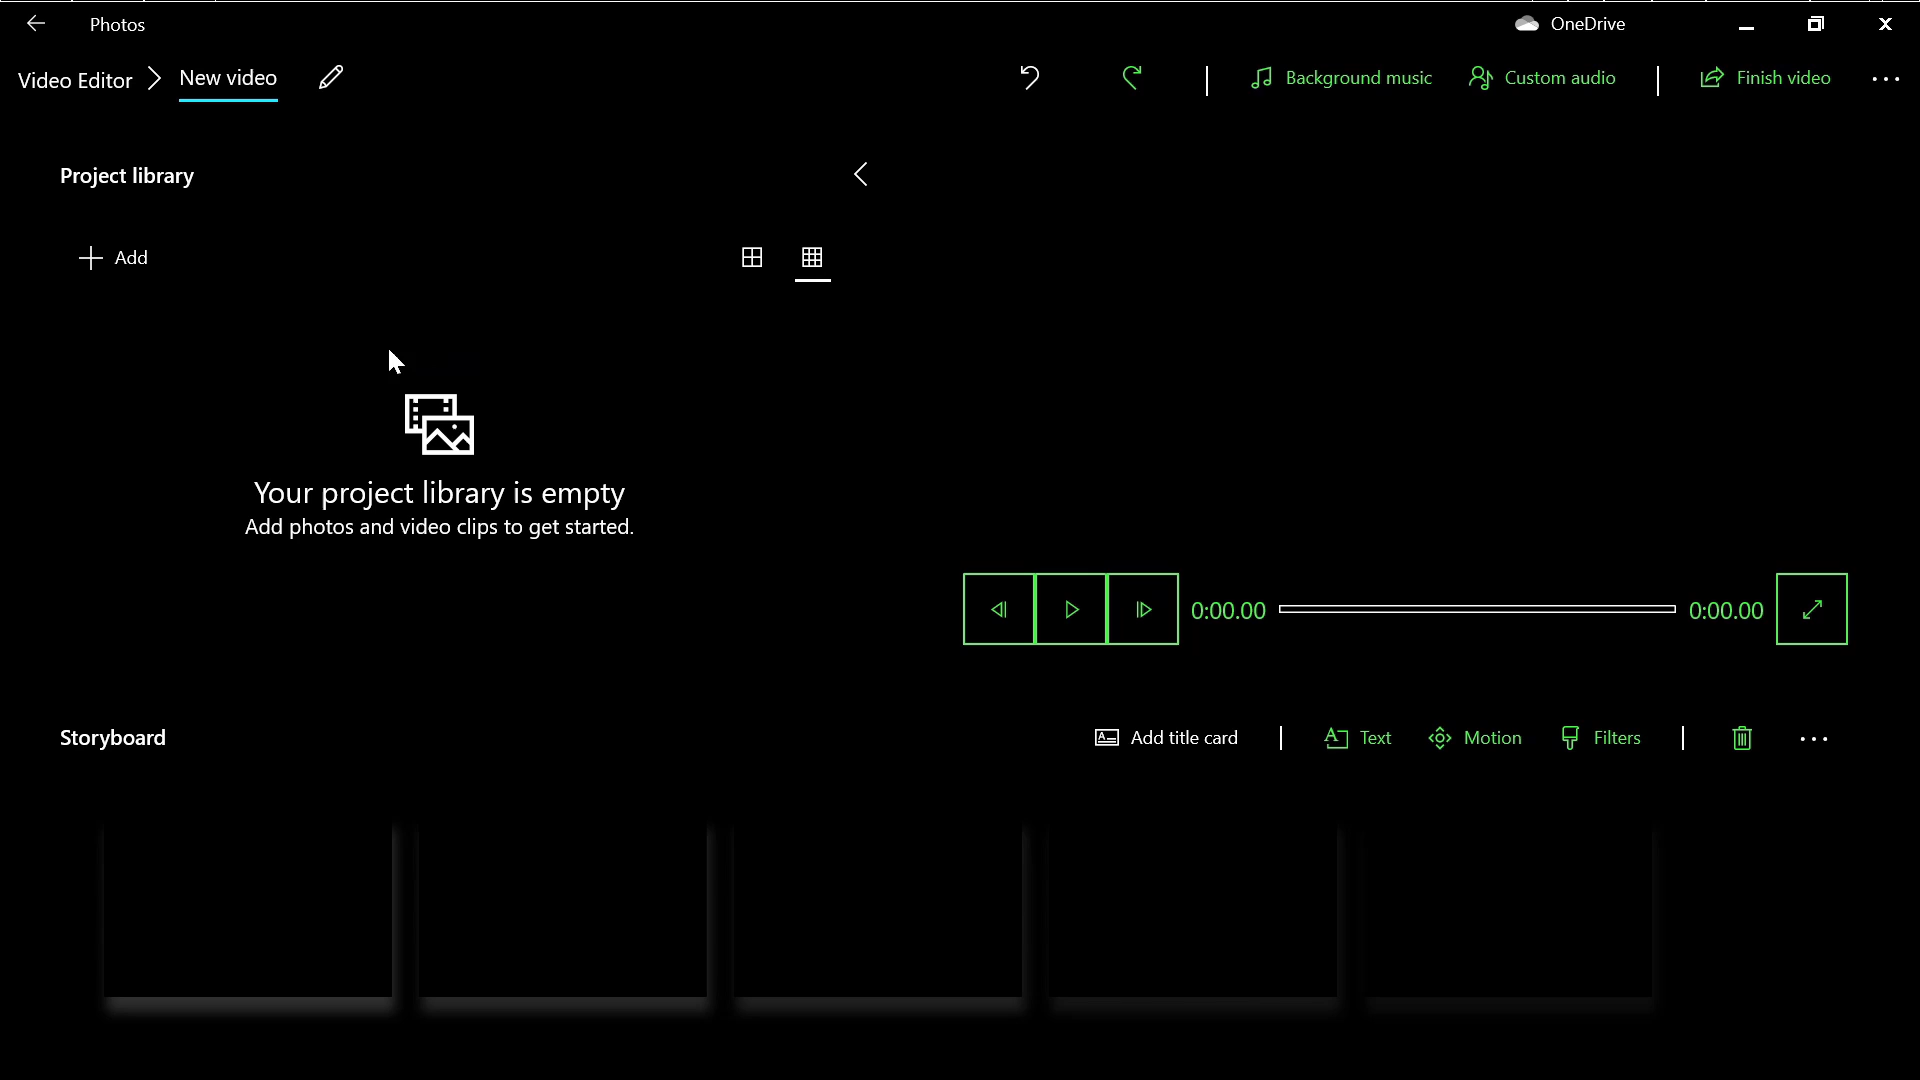 Photos
OneDrive
Video Editor
New video
Background music
Custom audio
Finish video
Project library
Add
Your project library is empty
Add photos and video clips to get started.
0:00.00
0:00.00
Storyboard
Add title card
Text
Motion
Filters